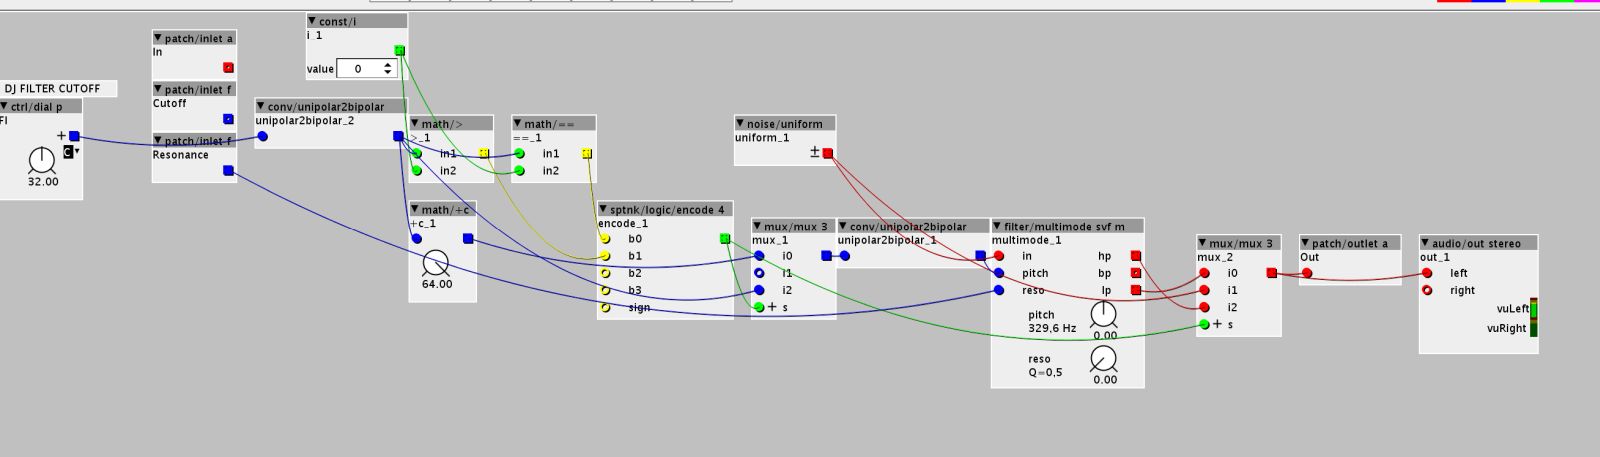 const/i
i 1
value 0
patch/inlet a
In
patch/inlet f
Cutoff
patch/inlet f
Resonance
DJ FILTER CUTOFF
ctrl/dial p
+
C
32.00
conv/unipolar2bipolar
unipolar2bipolar_2
math/>
>_1
in1
in2
math/==
==_1
in1
in2
math/+c
+c_1
64.00
sptnk/logic/encode 4
encode_1
b0
b1
b2
b3
sign
noise/uniform
uniform_1
±
mux/mux 3
mux_1
i0
i1
i2
+ s
conv/unipolar2bipolar
unipolar2bipolar_1
filter/multimode svf m
multimode_1
in hp
pitch bp
reso lp
pitch
329,6 Hz
0.00
reso
Q=0,5
0.00
mux/mux 3
mux_2
i0
i1
i2
+ s
patch/outlet a
Out
audio/out stereo
out_1
left
right
vuLeft
vuRight